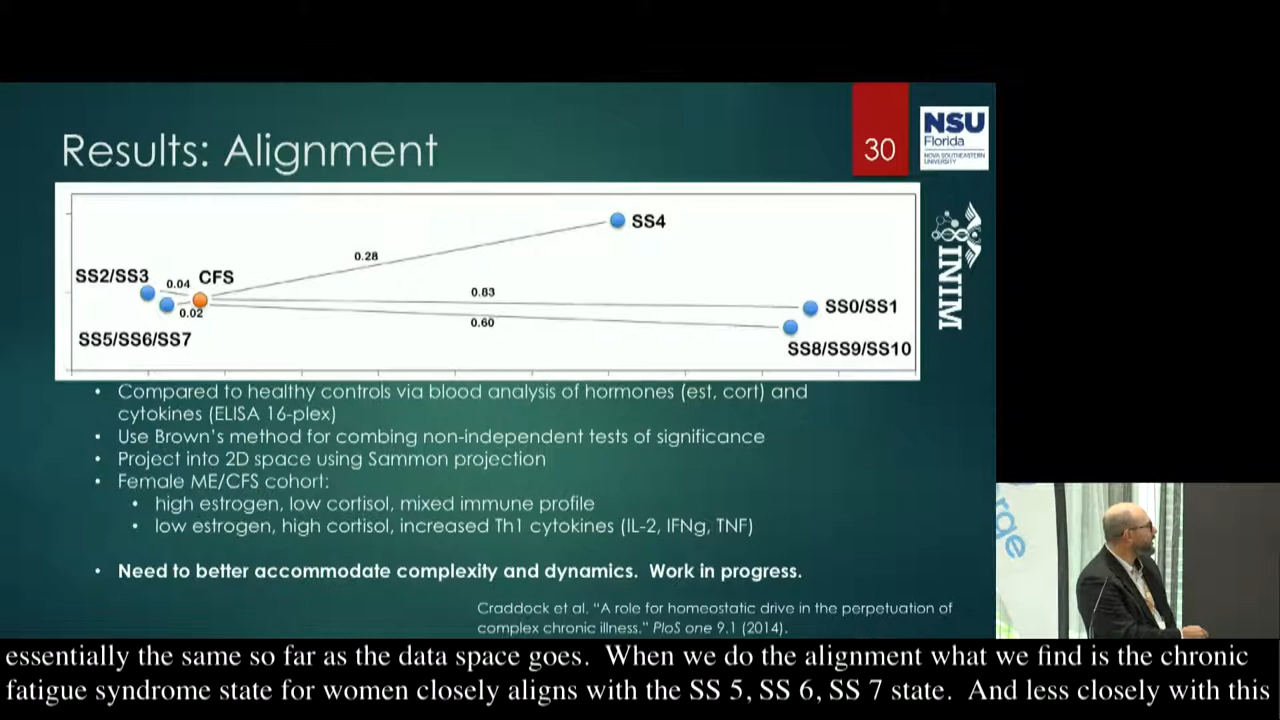 Results: Alignment
30
NSU
Florida
NOVA SOUTHEASTERN
UNIVERSITY
INIM
SS4
0.28
SS2/SS3
0.04
CFS
0.83
SS0/SS1
0.02
0.60
SS5/SS6/SS7
SS8/SS9/SS10
• Compared to healthy controls via blood analysis of hormones (est, cort) and
cytokines (ELISA 16-plex)
• Use Brown's method for combing non-independent tests of significance
• Project into 2D space using Sammon projection
• Female ME/CFS cohort:
• high estrogen, low cortisol, mixed immune profile
• low estrogen, high cortisol, increased Th1 cytokines (IL-2, IFNg, TNF)
• Need to better accommodate complexity and dynamics. Work in progress.
Craddock et al. "A role for homeostatic drive in the perpetuation of
complex chronic illness." PloS one 9.1 (2014).
essentially the same so far as the data space goes. When we do the alignment what we find is the chronic
fatigue syndrome state for women closely aligns with the SS 5, SS 6, SS 7 state. And less closely with this